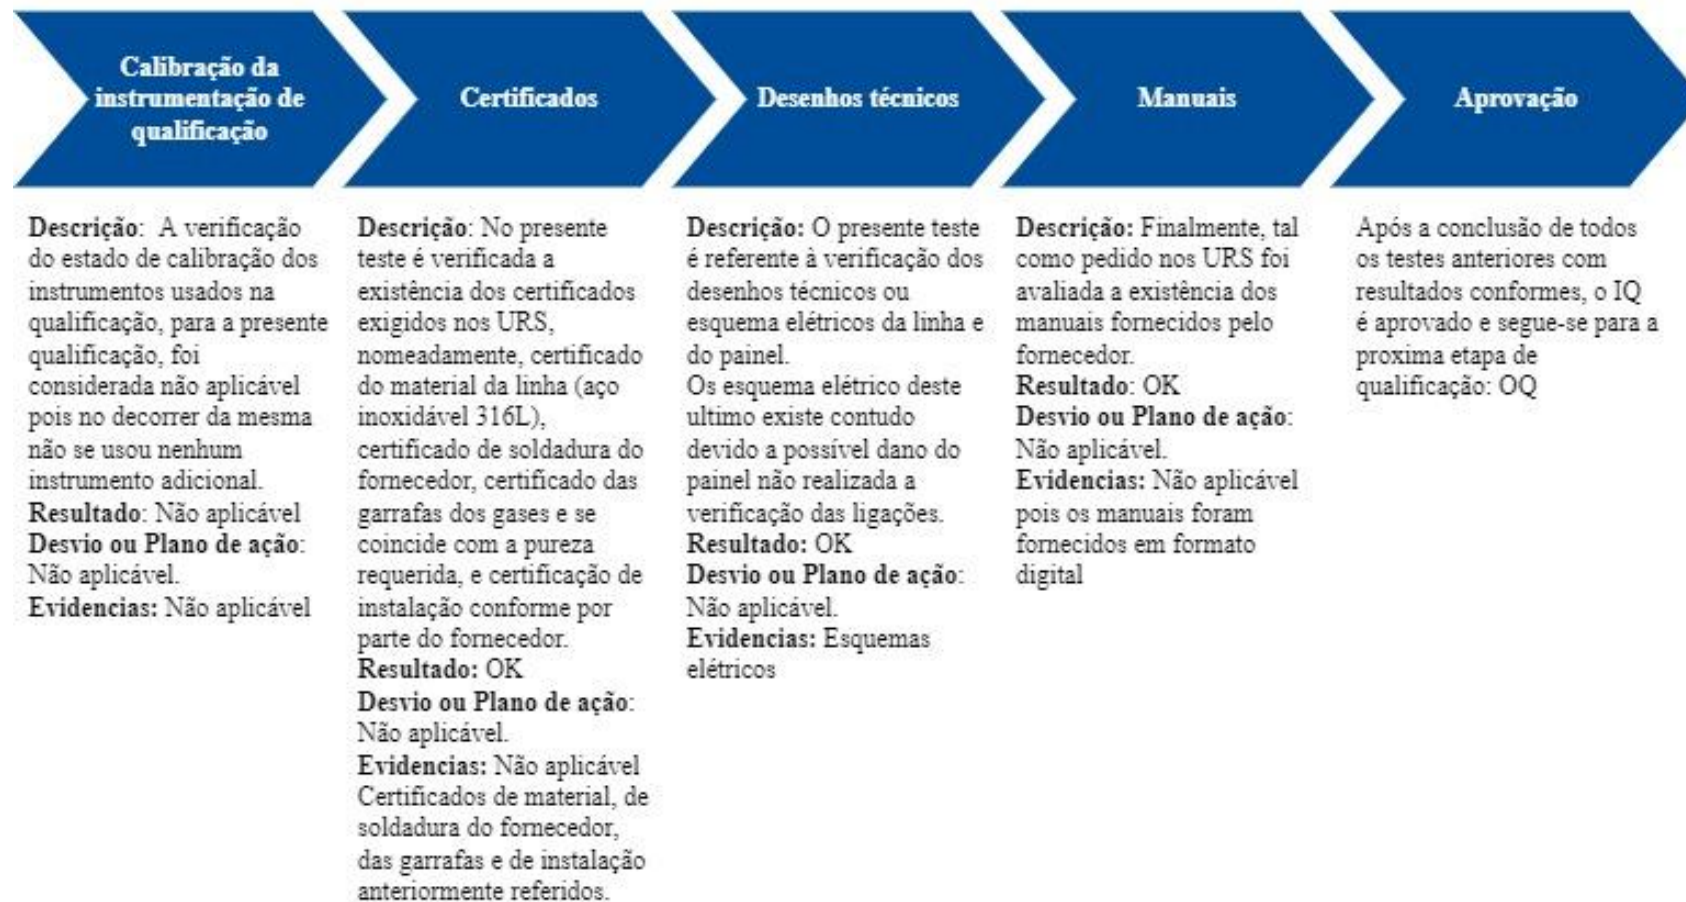 Calibração da
instrumentação de
qualificação
Certificados
Desenhos técnicos
Manuais
Aprovação
Descrição:  A verificação
do estado de calibração dos
instrumentos usados na
qualificação, para a presente
qualificação, foi
considerada não aplicável
pois no decorrer da mesma
não se usou nenhum
instrumento adicional.
Resultado: Não aplicável
Desvio ou Plano de ação:
Não aplicável.
Evidencias: Não aplicável
Descrição: No presente
teste é verificada a
existência dos certificados
exigidos nos URS,
nomeadamente, certificado
do material da linha (aço
inoxidável 316L),
certificado de soldadura do
fornecedor, certificado das
garrafas dos gases e se
coincide com a pureza
requerida, e certificação de
instalação conforme por
parte do fornecedor.
Resultado: OK
Desvio ou Plano de ação:
Não aplicável.
Evidencias: Não aplicável
Certificados de material, de
soldadura do fornecedor,
das garrafas e de instalação
anteriormente referidos.
Descrição: O presente teste
é referente à verificação dos
desenhos técnicos ou
esquema elétricos da linha e
do painel.
Os esquema elétrico deste
ultimo existe contudo
devido a possível dano do
painel não realizada a
verificação das ligações.
Resultado: OK
Desvio ou Plano de ação:
Não aplicável.
Evidencias: Esquemas
elétricos
Descrição: Finalmente, tal
como pedido nos URS foi
avaliada a existência dos
manuais fornecidos pelo
fornecedor.
Resultado: OK
Desvio ou Plano de ação:
Não aplicável.
Evidencias: Não aplicável
pois os manuais foram
fornecidos em formato
digital
Após a conclusão de todos
os testes anteriores com
resultados conformes, o IQ
é aprovado e segue-se para a
proxima etapa de
qualificação: OQ